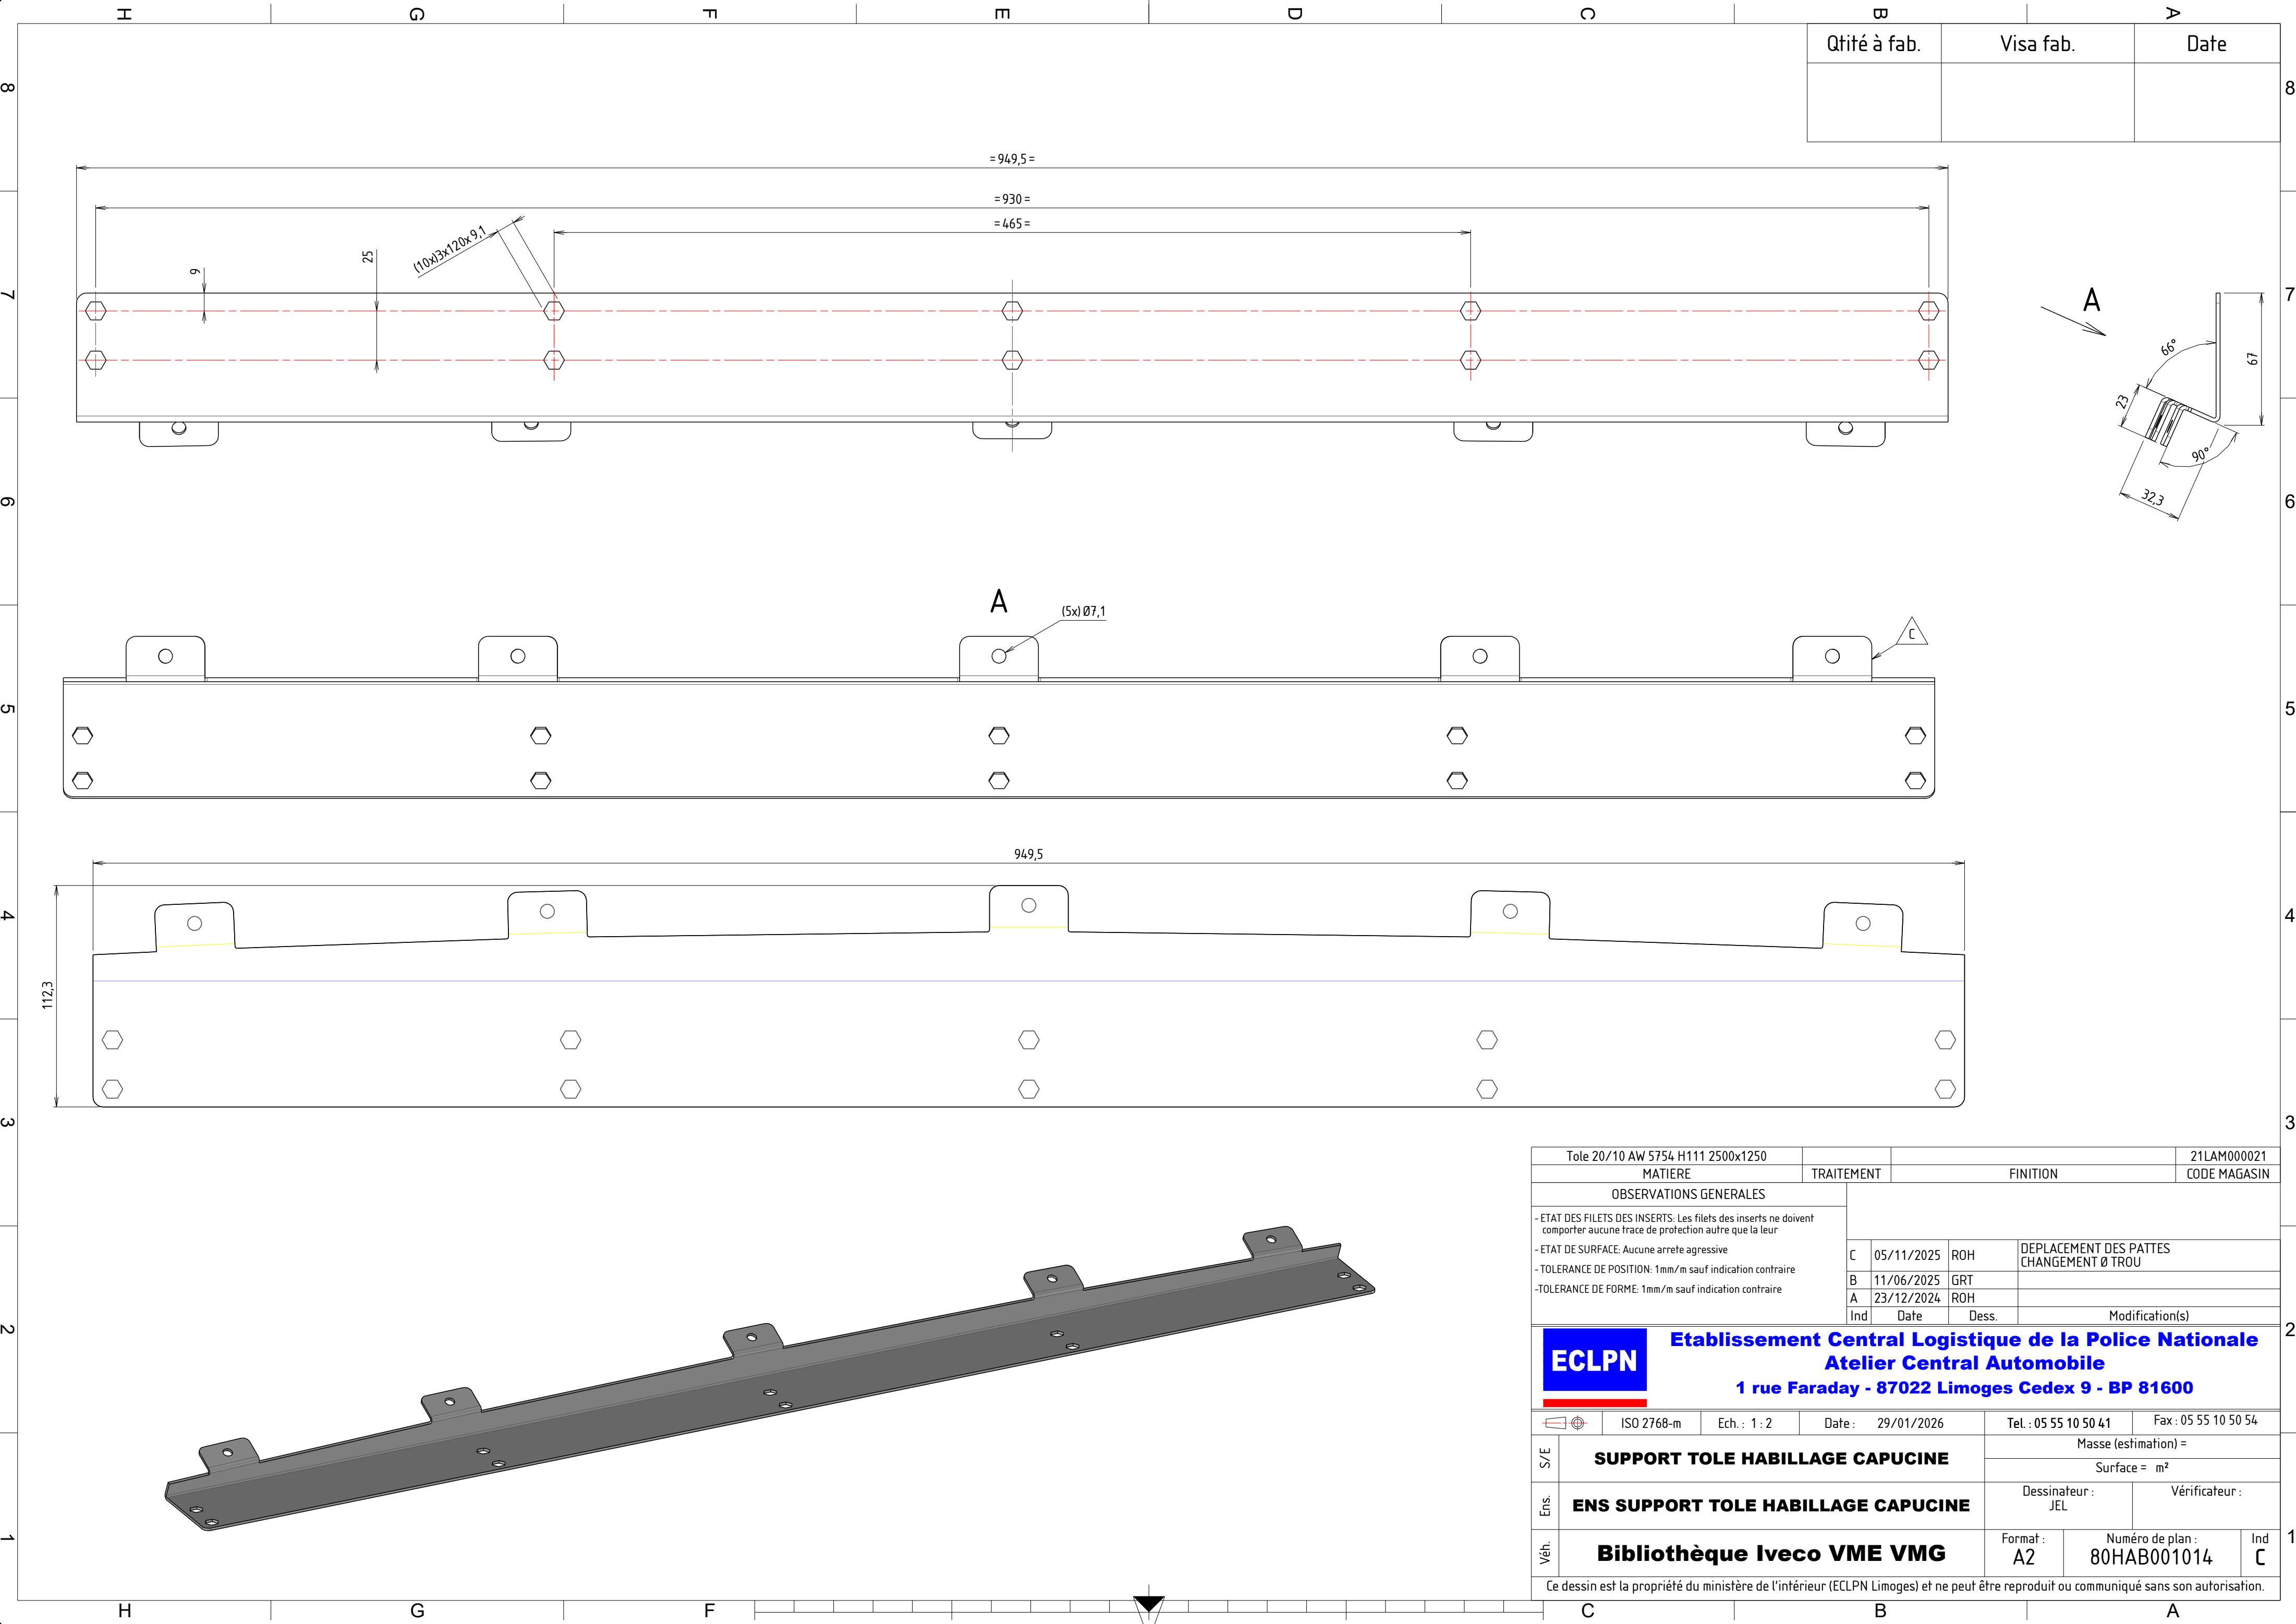 H G F E D C B A
Qtité à fab. Visa fab. Date
8 8
= 949,5 =
= 930 =
= 465 =
(10x)3x120x 9,1
25
9
7 7
A
66°
67
23
90°
32,3
6 6
A
(5x) Ø7,1
C
5 5
949,5
112,3
4 4
3 3
Tole 20/10 AW 5754 H111 2500x1250 21LAM000021
MATIERE TRAITEMENT FINITION CODE MAGASIN
OBSERVATIONS GENERALES
- ETAT DES FILETS DES INSERTS: Les filets des inserts ne doivent
comporter aucune trace de protection autre que la leur
- ETAT DE SURFACE: Aucune arrete agressive
- TOLERANCE DE POSITION: 1mm/m sauf indication contraire
-TOLERANCE DE FORME: 1mm/m sauf indication contraire
C 05/11/2025 ROH DEPLACEMENT DES PATTES
CHANGEMENT Ø TROU
B 11/06/2025 GRT
A 23/12/2024 ROH
Ind Date Dess. Modification(s)
2 2
ECLPN
Etablissement Central Logistique de la Police Nationale
Atelier Central Automobile
1 rue Faraday - 87022 Limoges Cedex 9 - BP 81600
ISO 2768-m Ech. : 1 : 2 Date : 29/01/2026 Tel. : 05 55 10 50 41 Fax : 05 55 10 50 54
S/E SUPPORT TOLE HABILLAGE CAPUCINE
Masse (estimation) =
Surface = m²
Ens. ENS SUPPORT TOLE HABILLAGE CAPUCINE
Dessinateur : Vérificateur :
JEL
1 1
Véh. Bibliothèque Iveco VME VMG
Format : Numéro de plan : Ind
A2 80HAB001014 C
Ce dessin est la propriété du ministère de l'intérieur (ECLPN Limoges) et ne peut être reproduit ou communiqué sans son autorisation.
H G F C B A